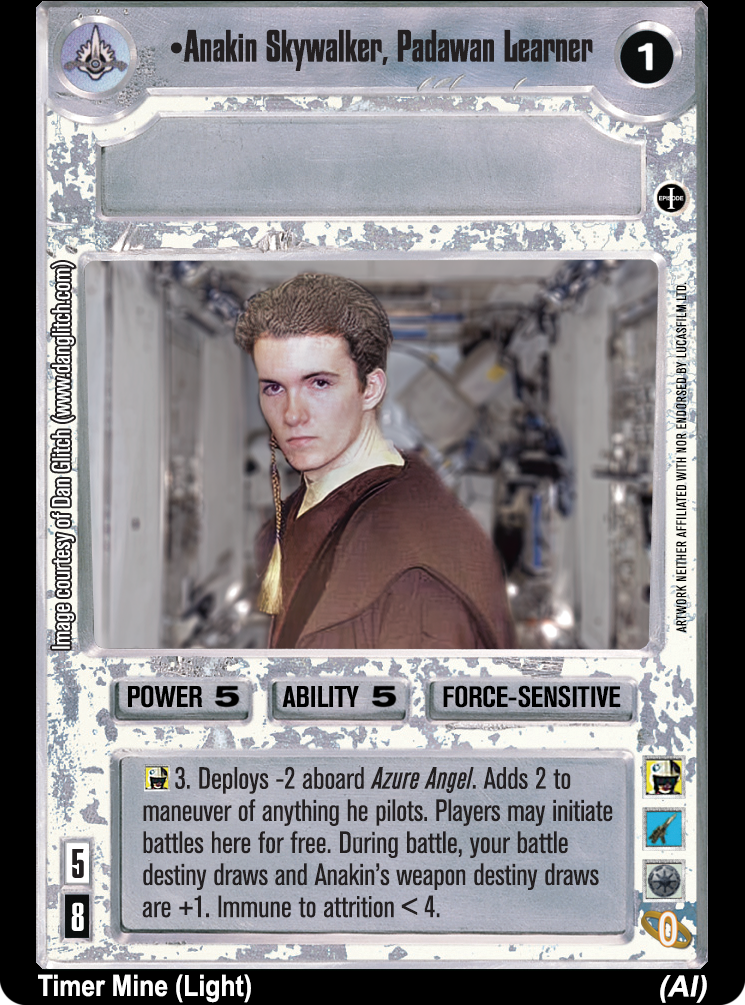 •Anakin Skywalker, Padawan Learner
1
EPISODE
I
Image courtesy of Dan Glitch (www.danglitch.com)
ARTWORK NEITHER AFFILIATED WITH NOR ENDORSED BY LUCASFILM LTD.
POWER 5
ABILITY 5
FORCE-SENSITIVE
3. Deploys -2 aboard Azure Angel. Adds 2 to
maneuver of anything he pilots. Players may initiate
battles here for free. During battle, your battle
destiny draws and Anakin's weapon destiny draws
are +1. Immune to attrition < 4.
5
8
0
Timer Mine (Light)
(AI)